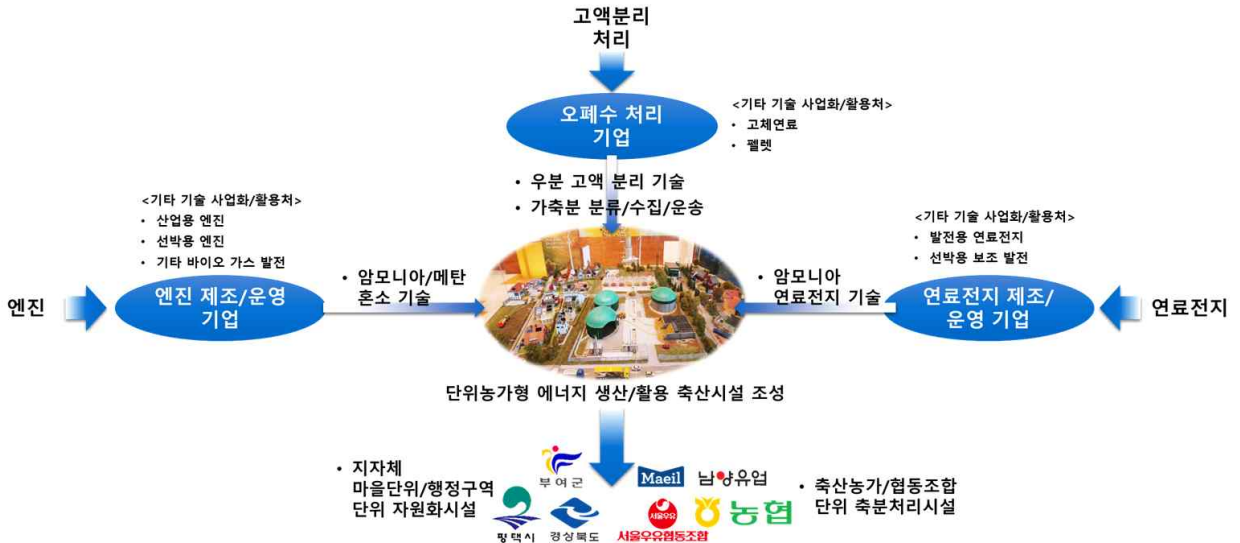 고액분리
처리
오폐수 처리
기업
<기타 기술 사업화/활용처>
• 고체연료
• 펠렛
• 우분 고액 분리 기술
• 가축분 분류/수집/운송
<기타 기술 사업화/활용처>
• 산업용 엔진
• 선박용 엔진
• 기타 바이오 가스 발전
<기타 기술 사업화/활용처>
• 발전용 연료전지
• 선박용 보조 발전
엔진
엔진 제조/운영
기업
• 암모니아/메탄
혼소 기술
• 암모니아
연료전지 기술
연료전지 제조/
운영 기업
연료전지
단위농가형 에너지 생산/활용 축산시설 조성
• 지자체
마을단위/행정구역
단위 자원화시설
부여군
평택시
경상북도
Maeil
남양유업
서울우유
서울우유협동조합
농협
• 축산농가/협동조합
단위 축분처리시설